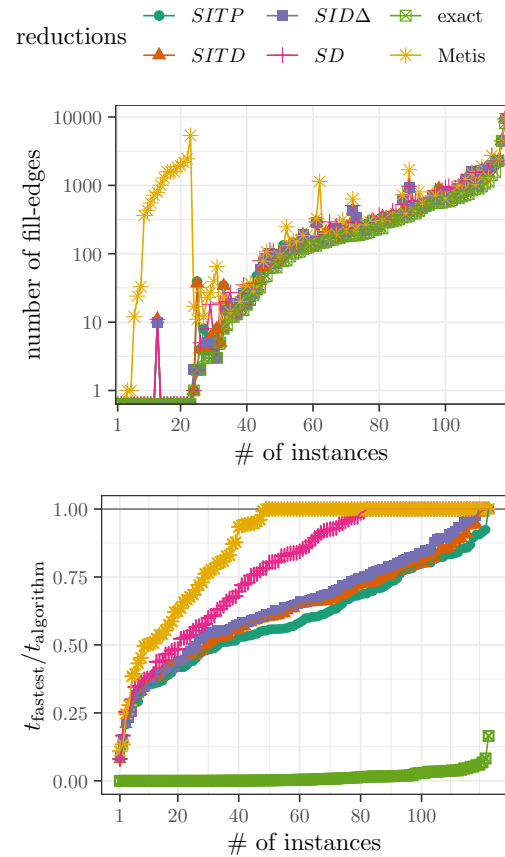 reductions
SITP SIDΔ exact
SITD SD Metis
number of fill-edges
10000
1000
100
10
1
1 20 40 60 80 100
# of instances
t_fastest/t_algorithm
1.00
0.75
0.50
0.25
0.00
1 20 40 60 80 100
# of instances